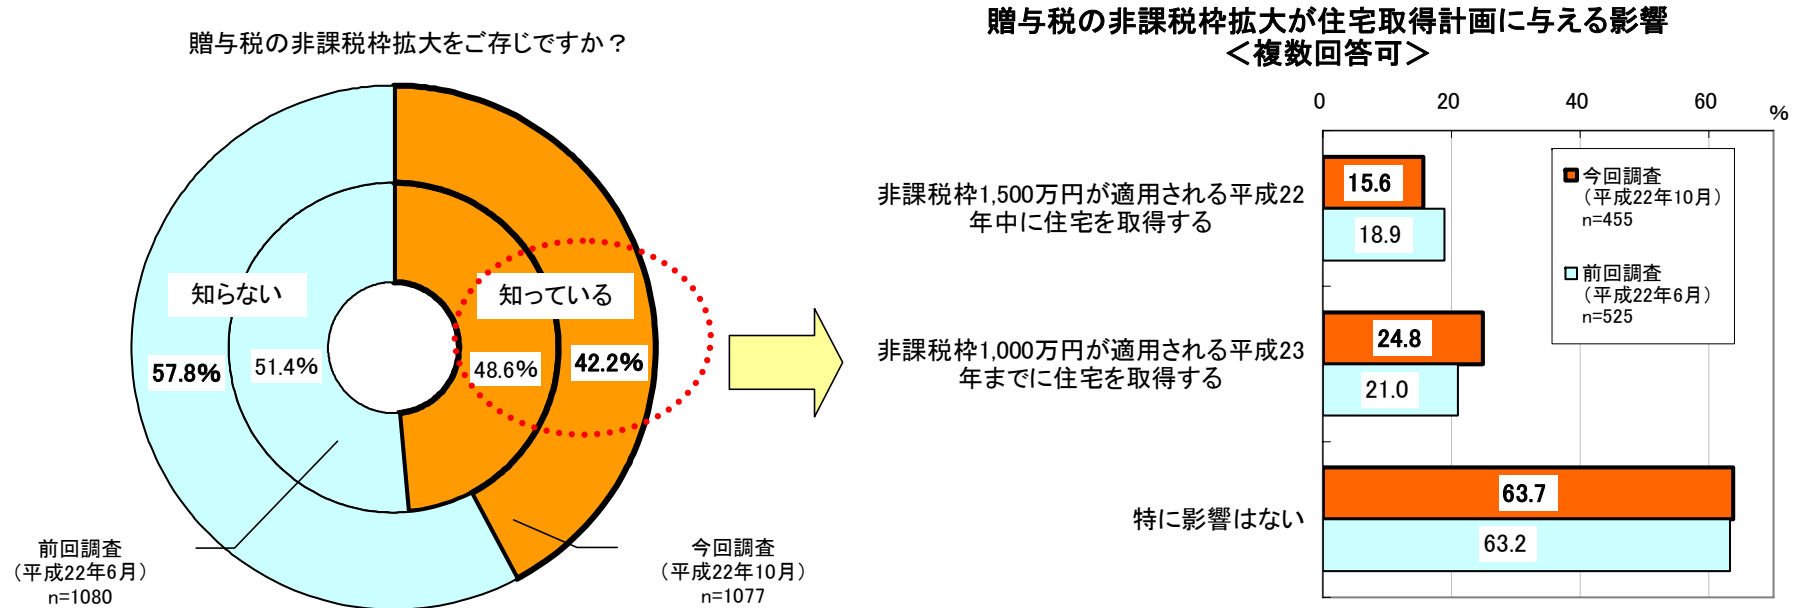 贈与税の非課税枠拡大をご存じですか？
知らない
知っている
57.8%
51.4%
48.6%
42.2%
前回調査
（平成22年6月）
n=1080
今回調査
（平成22年10月）
n=1077
贈与税の非課税枠拡大が住宅取得計画に与える影響
＜複数回答可＞
0
20
40
60
%
非課税枠1,500万円が適用される平成22
年中に住宅を取得する
15.6
18.9
非課税枠1,000万円が適用される平成23
年までに住宅を取得する
24.8
21.0
特に影響はない
63.7
63.2
今回調査
（平成22年10月）
n=455
前回調査
（平成22年6月）
n=525